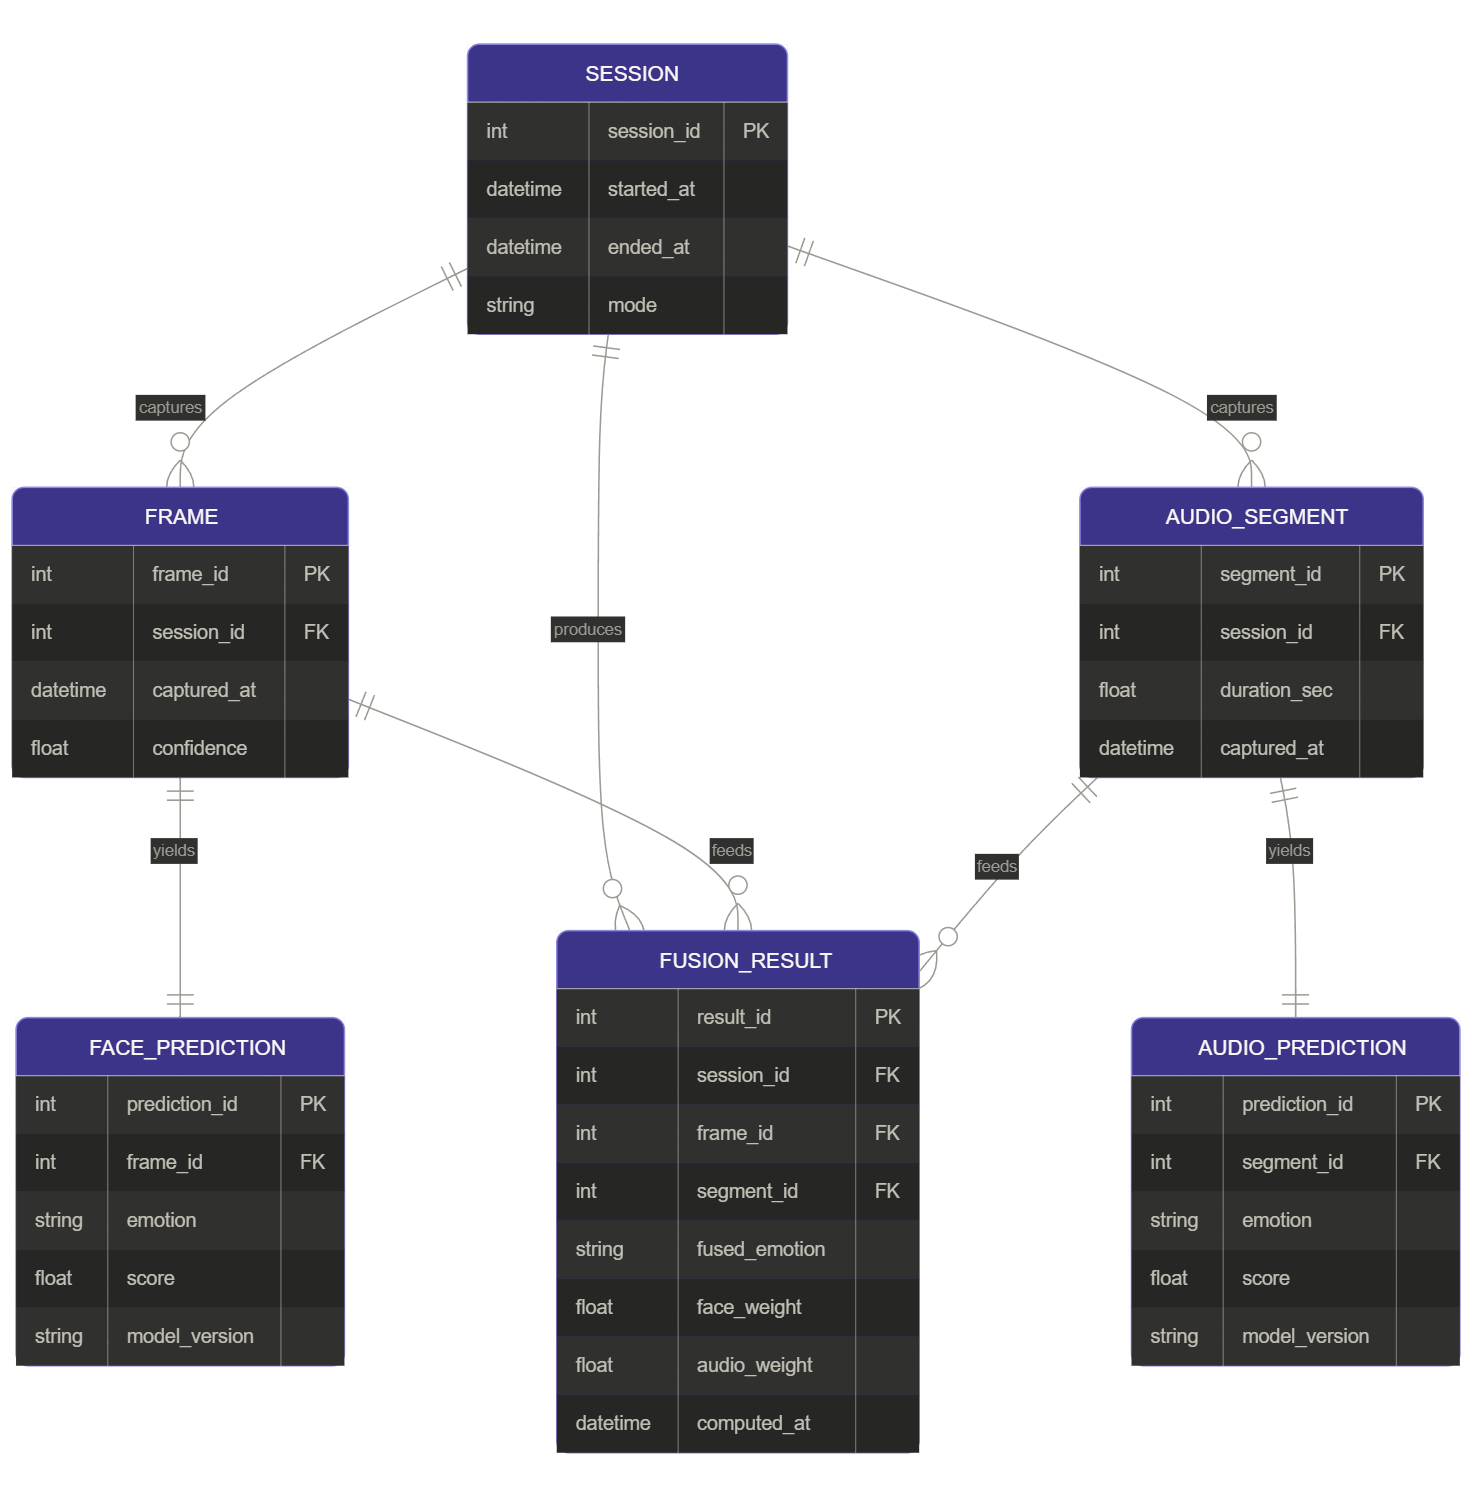 SESSION
int session_id PK
datetime started_at
datetime ended_at
string mode
captures
captures
FRAME
int frame_id PK
int session_id FK
datetime captured_at
float confidence
AUDIO_SEGMENT
int segment_id PK
int session_id FK
float duration_sec
datetime captured_at
produces
yields
feeds
feeds
yields
FUSION_RESULT
int result_id PK
int session_id FK
int frame_id FK
int segment_id FK
string fused_emotion
float face_weight
float audio_weight
datetime computed_at
FACE_PREDICTION
int prediction_id PK
int frame_id FK
string emotion
float score
string model_version
AUDIO_PREDICTION
int prediction_id PK
int segment_id FK
string emotion
float score
string model_version